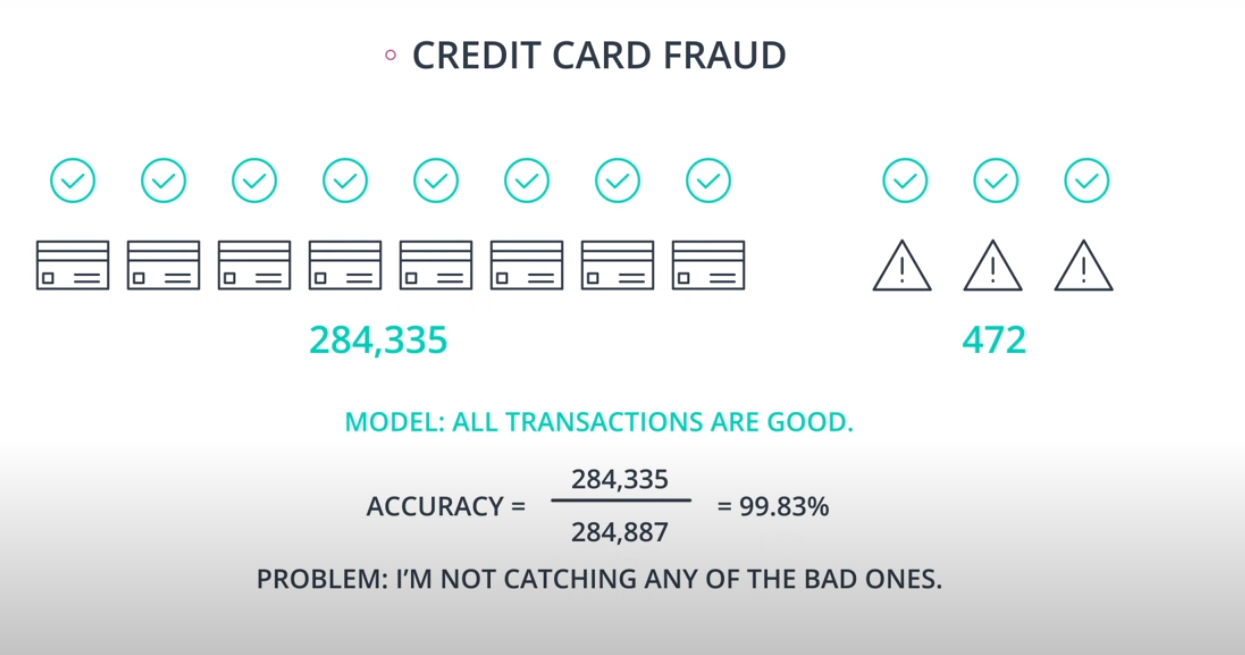 CREDIT CARD FRAUD
284,335
472
MODEL: ALL TRANSACTIONS ARE GOOD.
284,335
ACCURACY = = 99.83%
284,887
PROBLEM: I'M NOT CATCHING ANY OF THE BAD ONES.